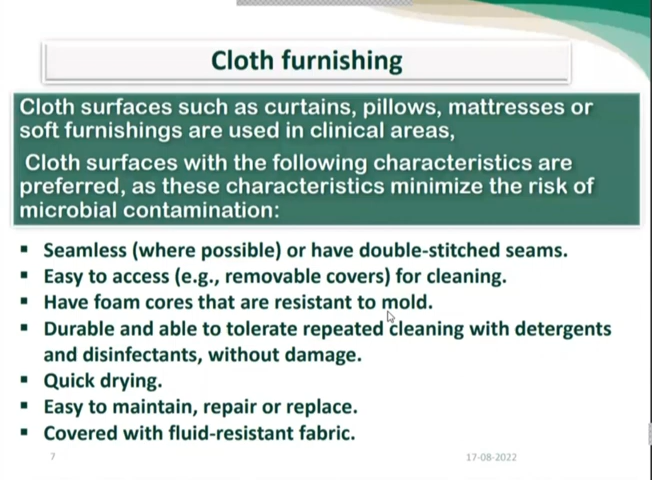 Cloth furnishing
Cloth surfaces such as curtains, pillows, mattresses or
soft furnishings are used in clinical areas,
Cloth surfaces with the following characteristics are
preferred, as these characteristics minimize the risk of
microbial contamination:
▪ Seamless (where possible) or have double-stitched seams.
▪ Easy to access (e.g., removable covers) for cleaning.
▪ Have foam cores that are resistant to mold.
▪ Durable and able to tolerate repeated cleaning with detergents
and disinfectants, without damage.
▪ Quick drying.
▪ Easy to maintain, repair or replace.
▪ Covered with fluid-resistant fabric.
7
17-08-2022